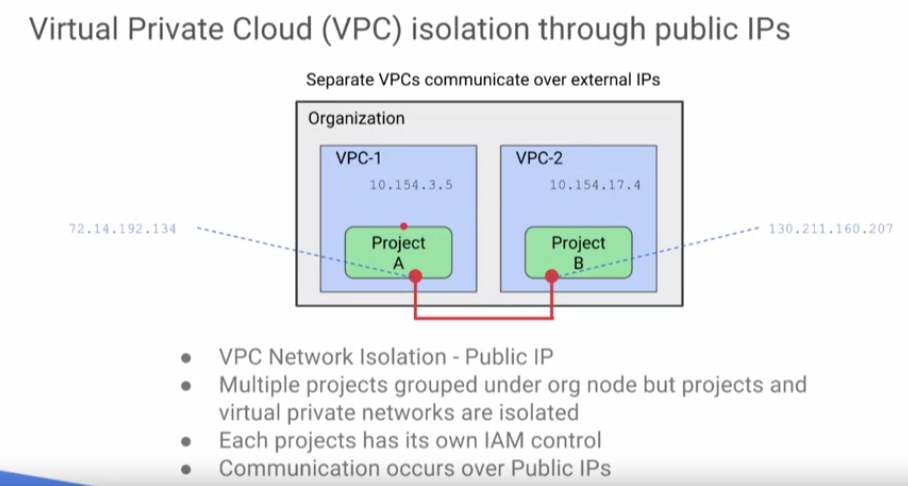 Virtual Private Cloud (VPC) isolation through public IPs
Separate VPCs communicate over external IPs
Organization
VPC-1
10.154.3.5
VPC-2
10.154.17.4
72.14.192.134
Project
A
Project
B
130.211.160.207
● VPC Network Isolation - Public IP
● Multiple projects grouped under org node but projects and
virtual private networks are isolated
● Each projects has its own IAM control
● Communication occurs over Public IPs